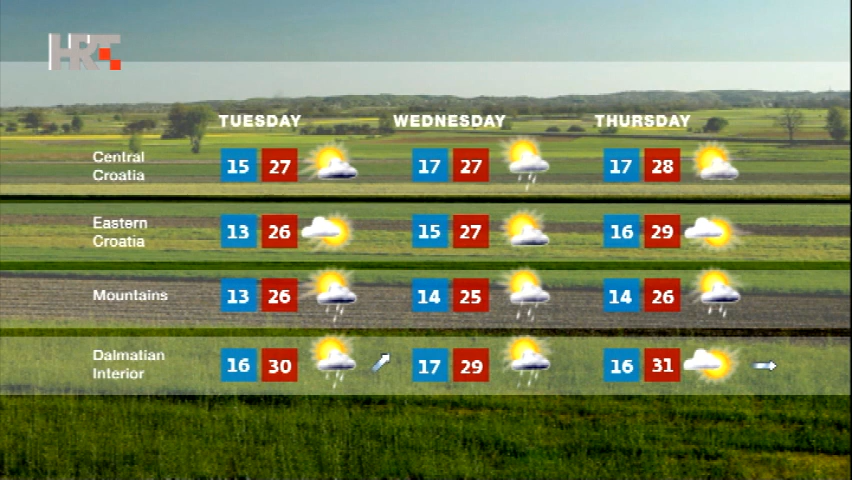 HRT
TUESDAY WEDNESDAY THURSDAY
Central
Croatia
15 27 17 27 17 28
Eastern
Croatia
13 26 15 27 16 29
Mountains 13 26 14 25 14 26
Dalmatian
Interior
16 30 17 29 16 31